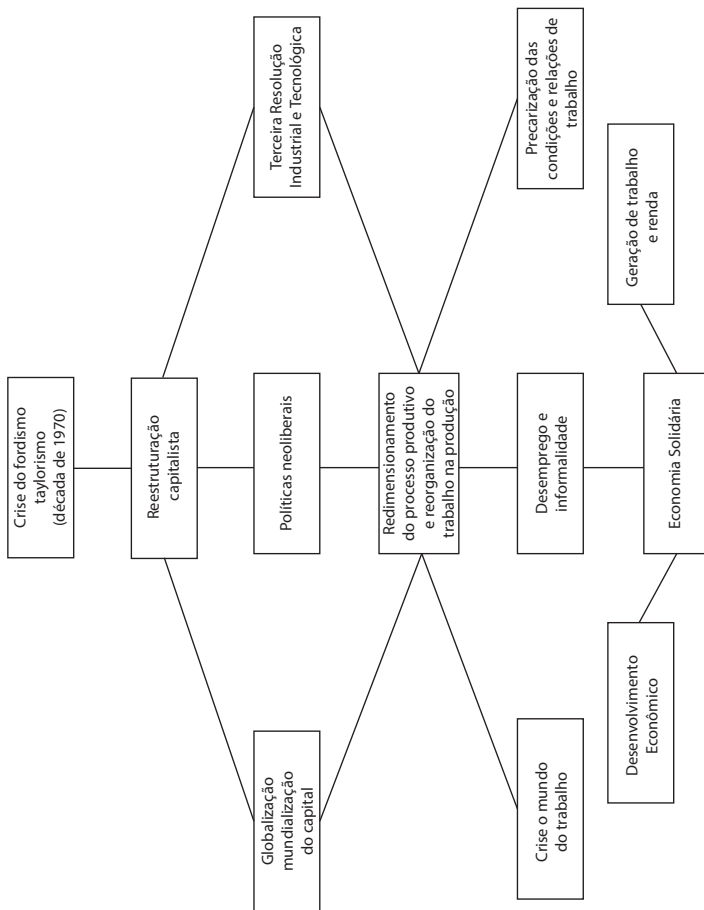 Crise do fordismo
taylorismo
(década de 1970)
Reestruturação
capitalista
Globalização
mundialização
do capital
Políticas neoliberais
Terceira Resolução
Industrial e Tecnológica
Redimensionamento
do processo produtivo
e reorganização do
trabalho na produção
Crise o mundo
do trabalho
Desemprego e
informalidade
Precarização das
condições e relações de
trabalho
Desenvolvimento
Econômico
Economia Solidária
Geração de trabalho
e renda